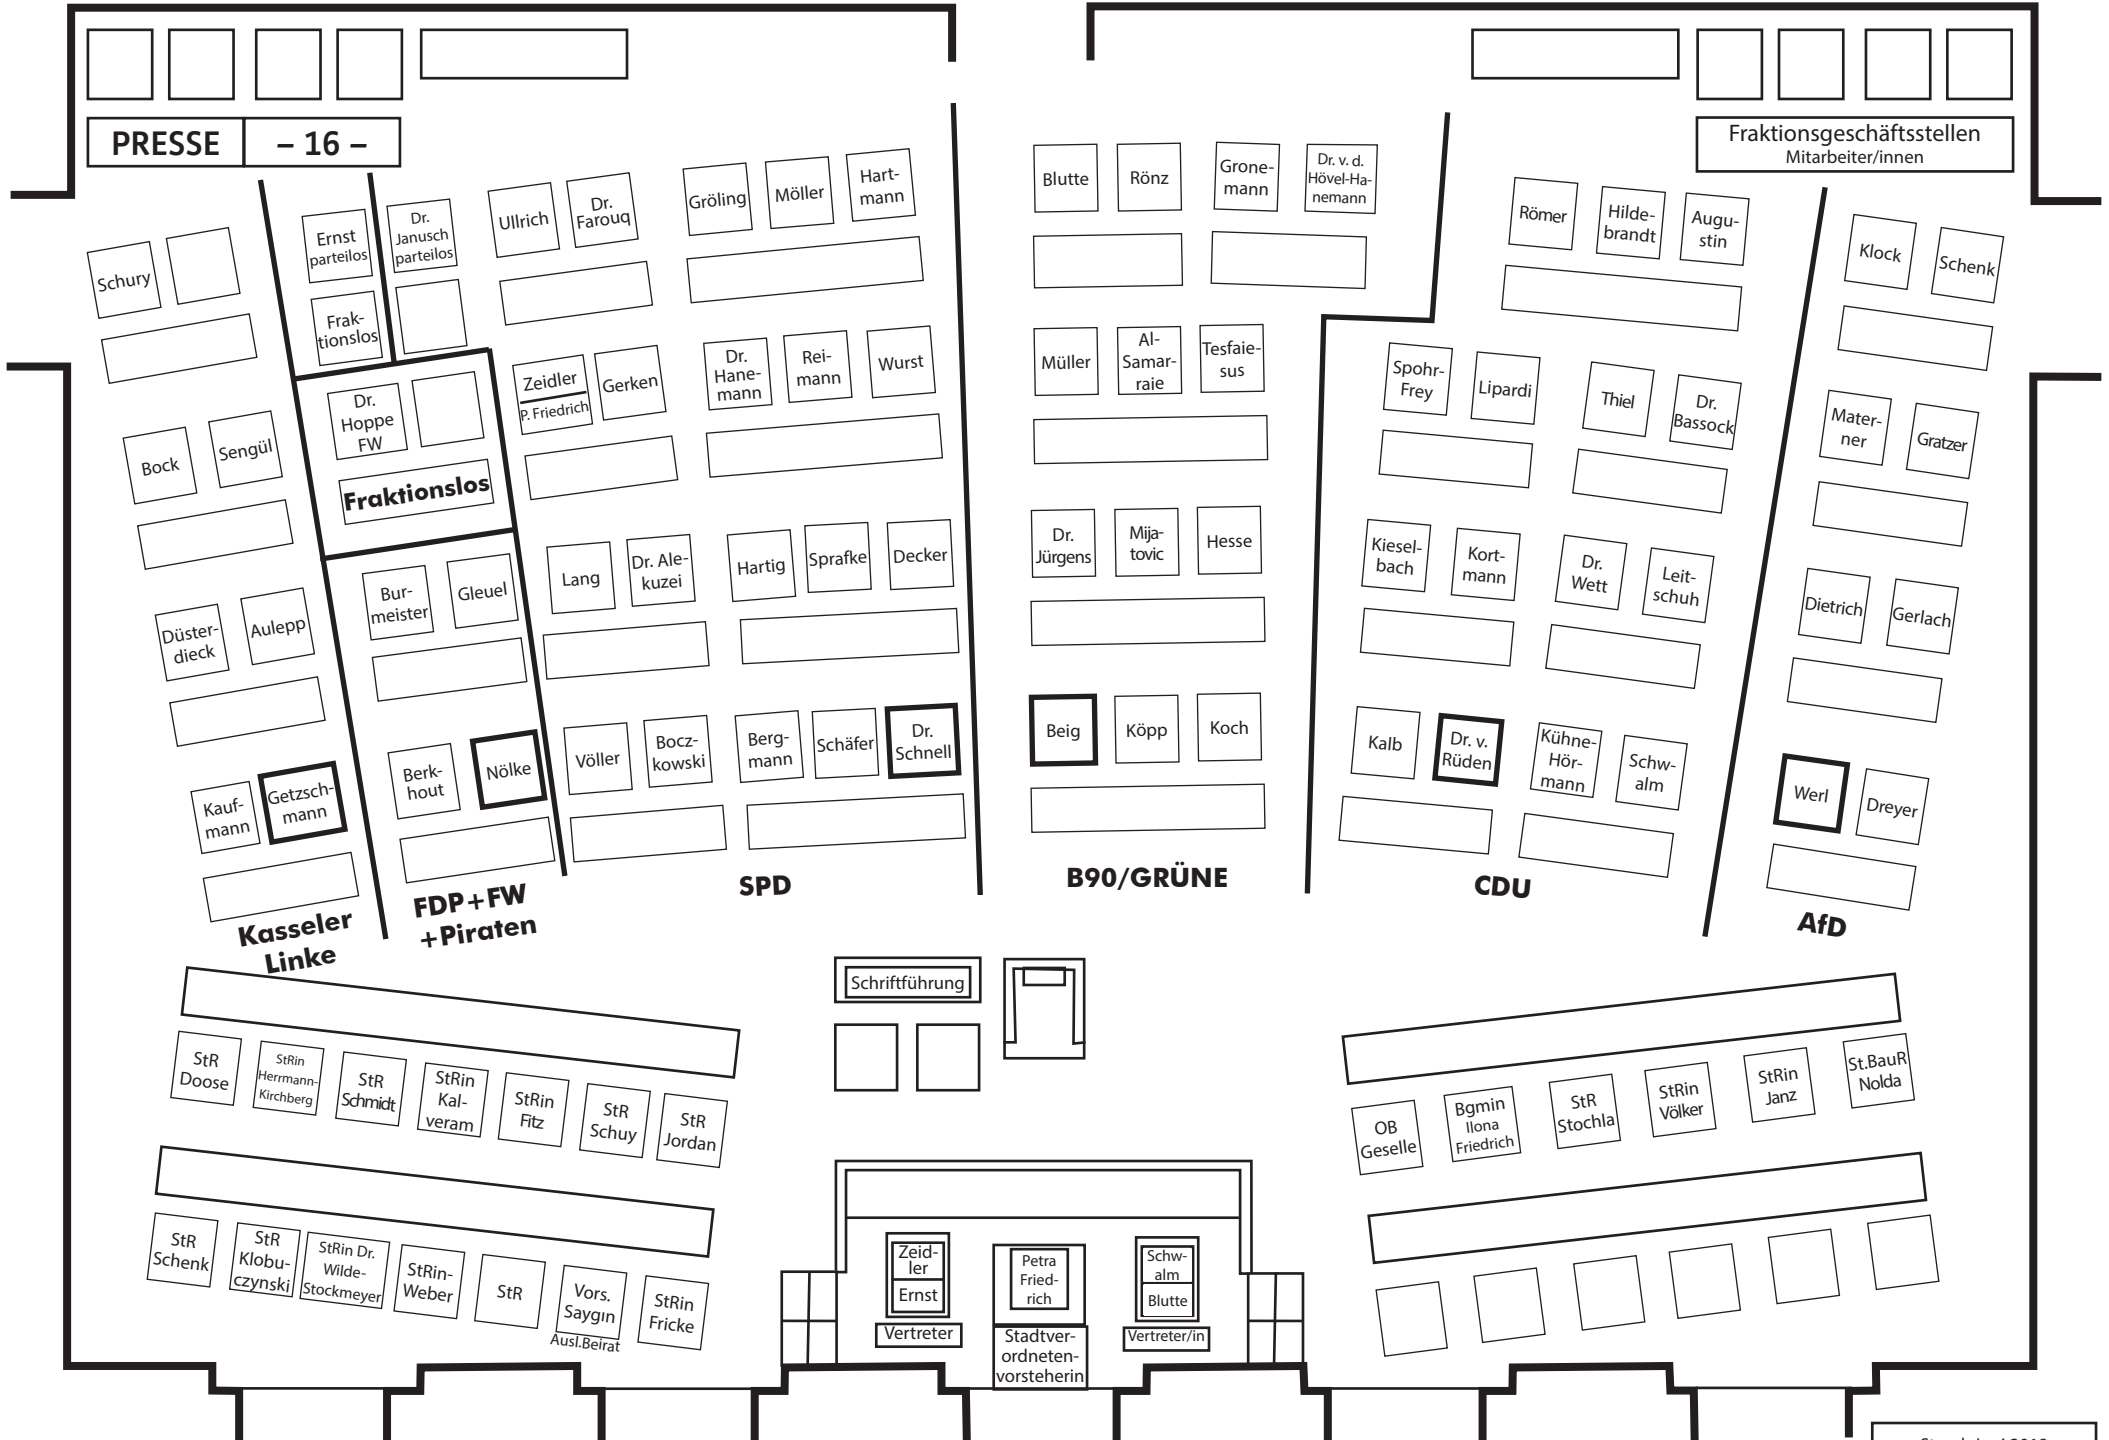 PRESSE
– 16 –
Fraktionsgeschäftsstellen
Mitarbeiter/innen
Schury
Ernst
parteilos
Frak-
tionslos
Dr.
Janusch
parteilos
Ullrich
Dr.
Farouq
Gröling
Möller
Hart-
mann
Blutte
Rönz
Grone-
mann
Dr. v. d.
Hövel-Ha-
nemann
Römer
Hilde-
brandt
Augu-
stin
Klock
Schenk
Bock
Sengül
Dr.
Hoppe
FW
Fraktionslos
Zeidler
P. Friedrich
Gerken
Dr.
Hane-
mann
Rei-
mann
Wurst
Müller
Al-
Samar-
raie
Tesfaie-
sus
Spohr-
Frey
Lipardi
Thiel
Dr.
Bassock
Mater-
ner
Gratzer
Düster-
dieck
Aulepp
Bur-
meister
Gleuel
Lang
Dr. Ale-
kuzei
Hartig
Sprafke
Decker
Dr.
Jürgens
Mija-
tovic
Hesse
Kiesel-
bach
Kort-
mann
Dr.
Wett
Leit-
schuh
Dietrich
Gerlach
Kauf-
mann
Getzsch-
mann
Berk-
hout
Nölke
Völler
Bocz-
kowski
Berg-
mann
Schäfer
Dr.
Schnell
Beig
Köpp
Koch
Kalb
Dr. v.
Rüden
Kühne-
Hör-
mann
Schw-
alm
Werl
Dreyer
Kasseler
Linke
FDP+FW
+Piraten
SPD
B90/GRÜNE
CDU
AfD
Schriftführung
StR
Doose
StRin
Herrmann-
Kirchberg
StR
Schmidt
StRin
Kal-
veram
StRin
Fitz
StR
Schuy
StR
Jordan
OB
Geselle
Bgmin
Ilona
Friedrich
StR
Stochla
StRin
Völker
StRin
Janz
St.BauR
Nolda
StR
Schenk
StR
Klobu-
czynski
StRin Dr.
Wilde-
Stockmeyer
StRin-
Weber
StR
Vors.
Saygın
Ausl.Beirat
StRin
Fricke
Zeid-
ler
Ernst
Vertreter
Petra
Fried-
rich
Stadtver-
ordneten-
vorsteherin
Schw-
alm
Blutte
Vertreter/in